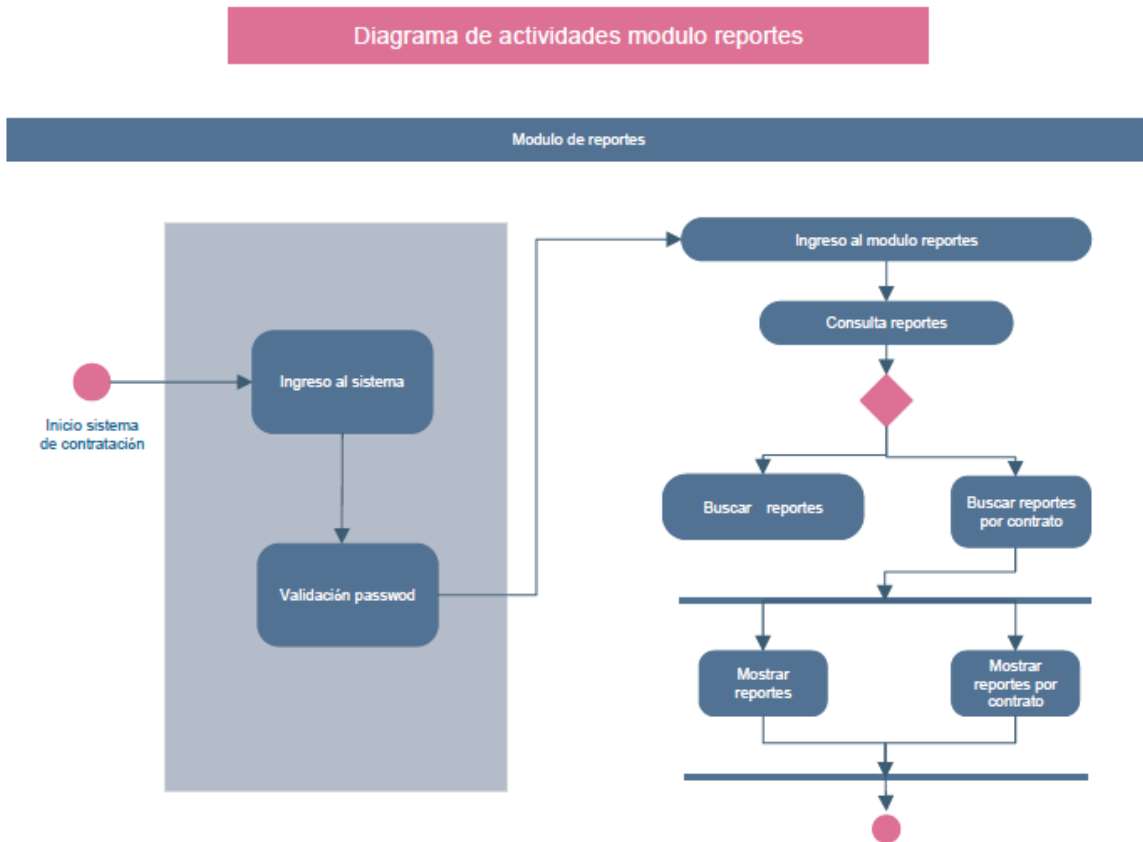 Diagrama de actividades modulo reportes
Modulo de reportes
Inicio sistema
de contratación
Ingreso al sistema
Validación passwod
Ingreso al modulo reportes
Consulta reportes
Buscar reportes
Buscar reportes
por contrato
Mostrar
reportes
Mostrar
reportes por
contrato